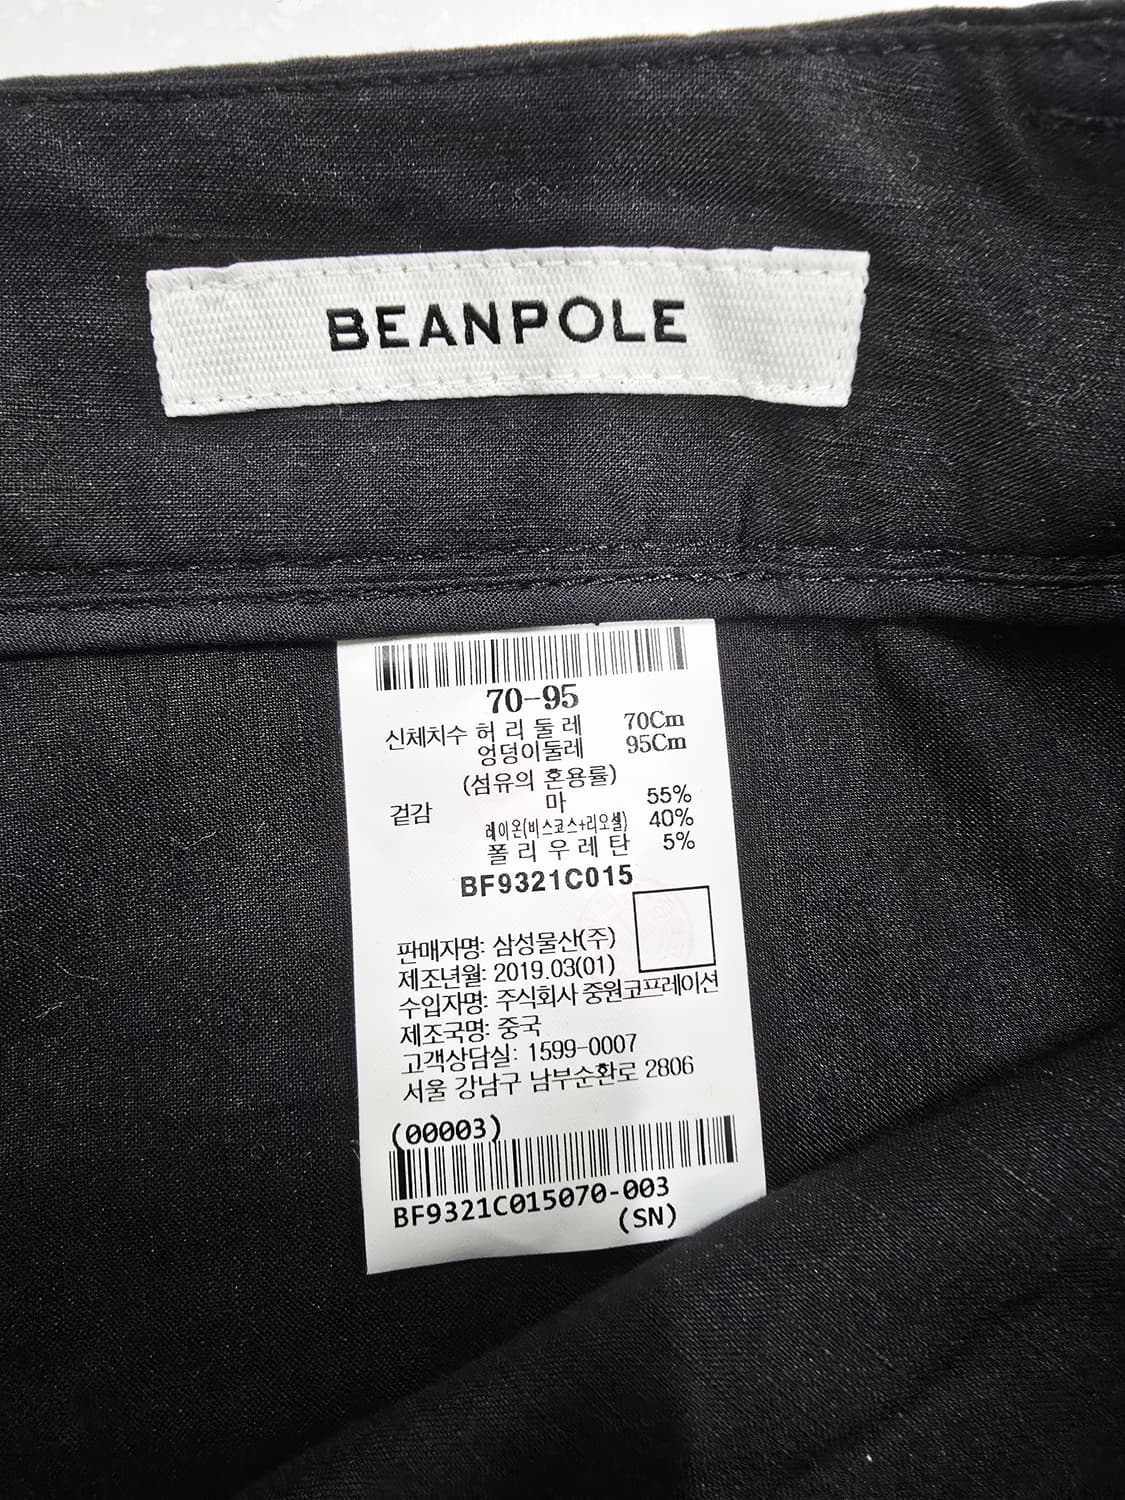 BEANPOLE
70-95
신체치수 허 리 둘 레 70Cm
엉덩이둘레 95Cm
(섬유의 혼용률)
겉감 마 55%
레이온(비스코스+리오셀) 40%
폴 리 우 레 탄 5%
BF9321C015
판매자명: 삼성물산(주)
제조년월: 2019.03(01)
수입자명: 주식회사 중원코프레이션
제조국명: 중국
고객상담실: 1599-0007
서울 강남구 남부순환로 2806
(00003)
BF9321C015070-003
(SN)